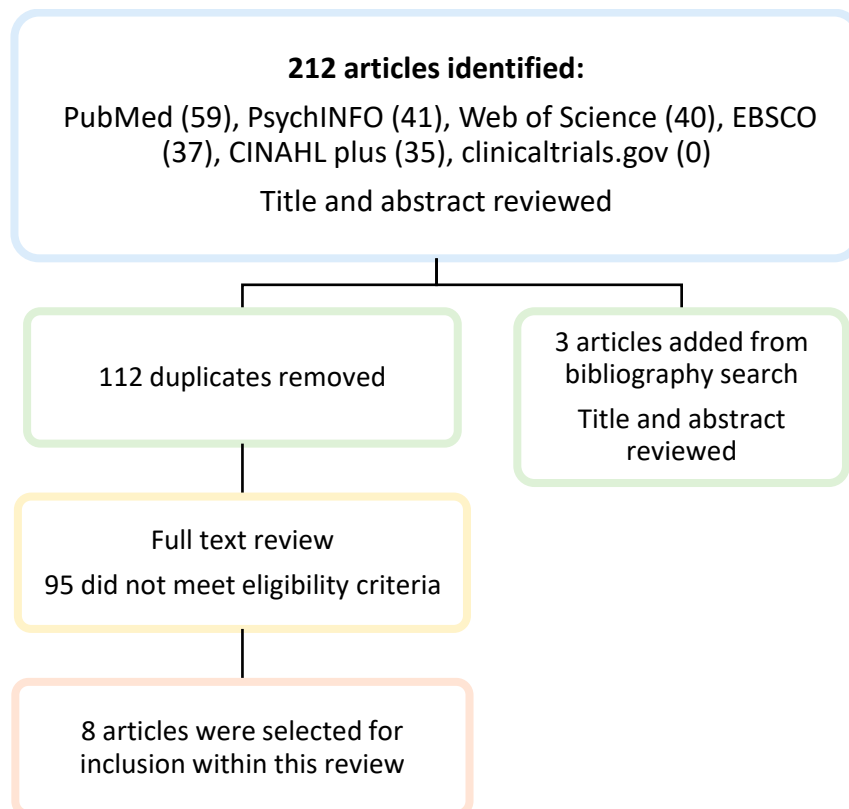 212 articles identified:
PubMed (59), PsychINFO (41), Web of Science (40), EBSCO
(37), CINAHL plus (35), clinicaltrials.gov (0)
Title and abstract reviewed
112 duplicates removed
3 articles added from
bibliography search
Title and abstract
reviewed
Full text review
95 did not meet eligibility criteria
8 articles were selected for
inclusion within this review